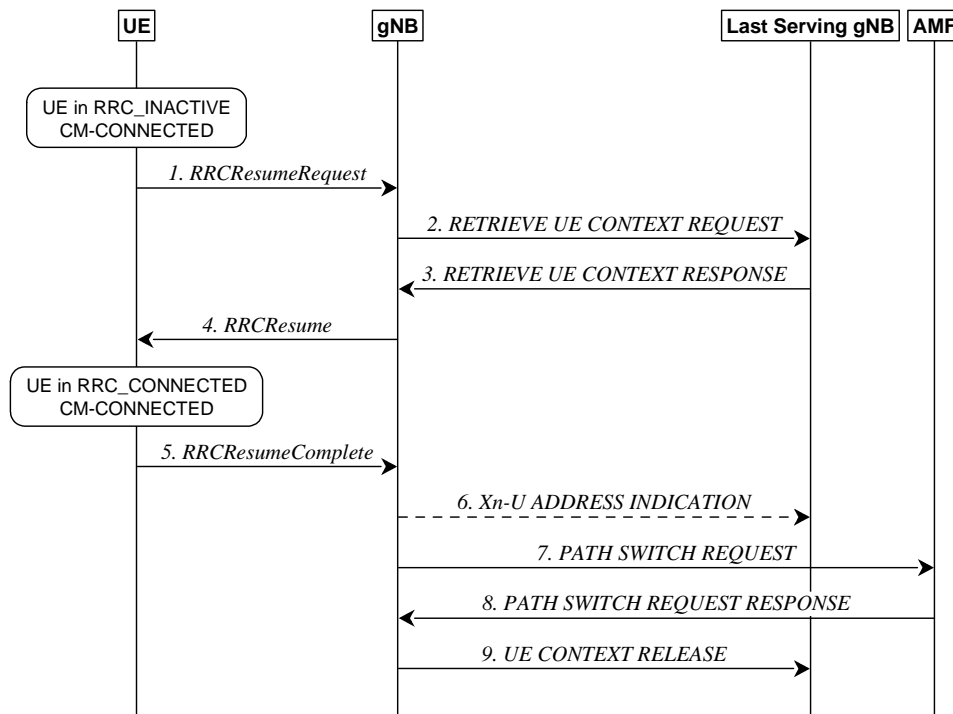 UE
gNB
Last Serving gNB
AMF
UE in RRC_INACTIVE
CM-CONNECTED
1. RRCResumeRequest
2. RETRIEVE UE CONTEXT REQUEST
3. RETRIEVE UE CONTEXT RESPONSE
4. RRCResume
UE in RRC_CONNECTED
CM-CONNECTED
5. RRCResumeComplete
6. Xn-U ADDRESS INDICATION
7. PATH SWITCH REQUEST
8. PATH SWITCH REQUEST RESPONSE
9. UE CONTEXT RELEASE